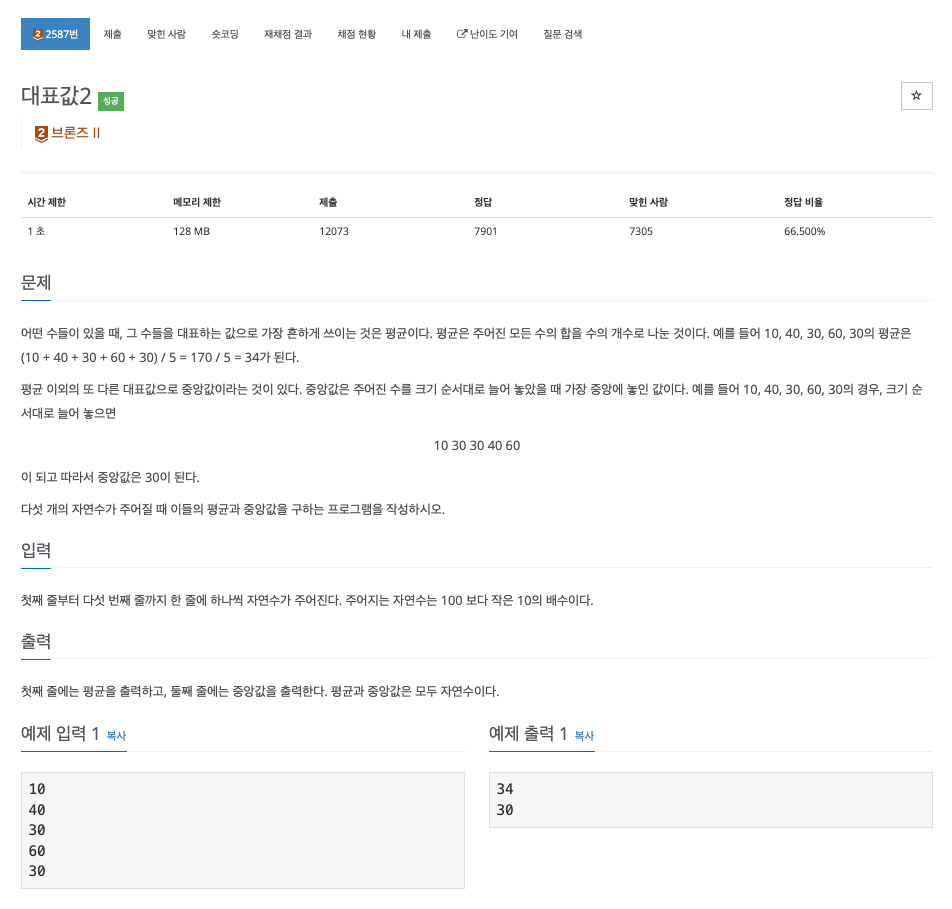 2 2587번 제출 맞힌 사람 숏코딩 재채점 결과 채점 현황 내 제출 난이도 기여 질문 검색
대표값2 성공
2 브론즈 II
시간 제한 메모리 제한 제출 정답 맞힌 사람 정답 비율
1 초 128 MB 12073 7901 7305 66.500%
문제
어떤 수들이 있을 때, 그 수들을 대표하는 값으로 가장 흔하게 쓰이는 것은 평균이다. 평균은 주어진 모든 수의 합을 수의 개수로 나눈 것이다. 예를 들어 10, 40, 30, 60, 30의 평균은
(10 + 40 + 30 + 60 + 30) / 5 = 170 / 5 = 34가 된다.
평균 이외의 또 다른 대표값으로 중앙값이라는 것이 있다. 중앙값은 주어진 수를 크기 순서대로 늘어 놓았을 때 가장 중앙에 놓인 값이다. 예를 들어 10, 40, 30, 60, 30의 경우, 크기 순
서대로 늘어 놓으면
10 30 30 40 60
이 되고 따라서 중앙값은 30이 된다.
다섯 개의 자연수가 주어질 때 이들의 평균과 중앙값을 구하는 프로그램을 작성하시오.
입력
첫째 줄부터 다섯 번째 줄까지 한 줄에 하나씩 자연수가 주어진다. 주어지는 자연수는 100 보다 작은 10의 배수이다.
출력
첫째 줄에는 평균을 출력하고, 둘째 줄에는 중앙값을 출력한다. 평균과 중앙값은 모두 자연수이다.
예제 입력 1 복사
10
40
30
60
30
예제 출력 1 복사
34
30